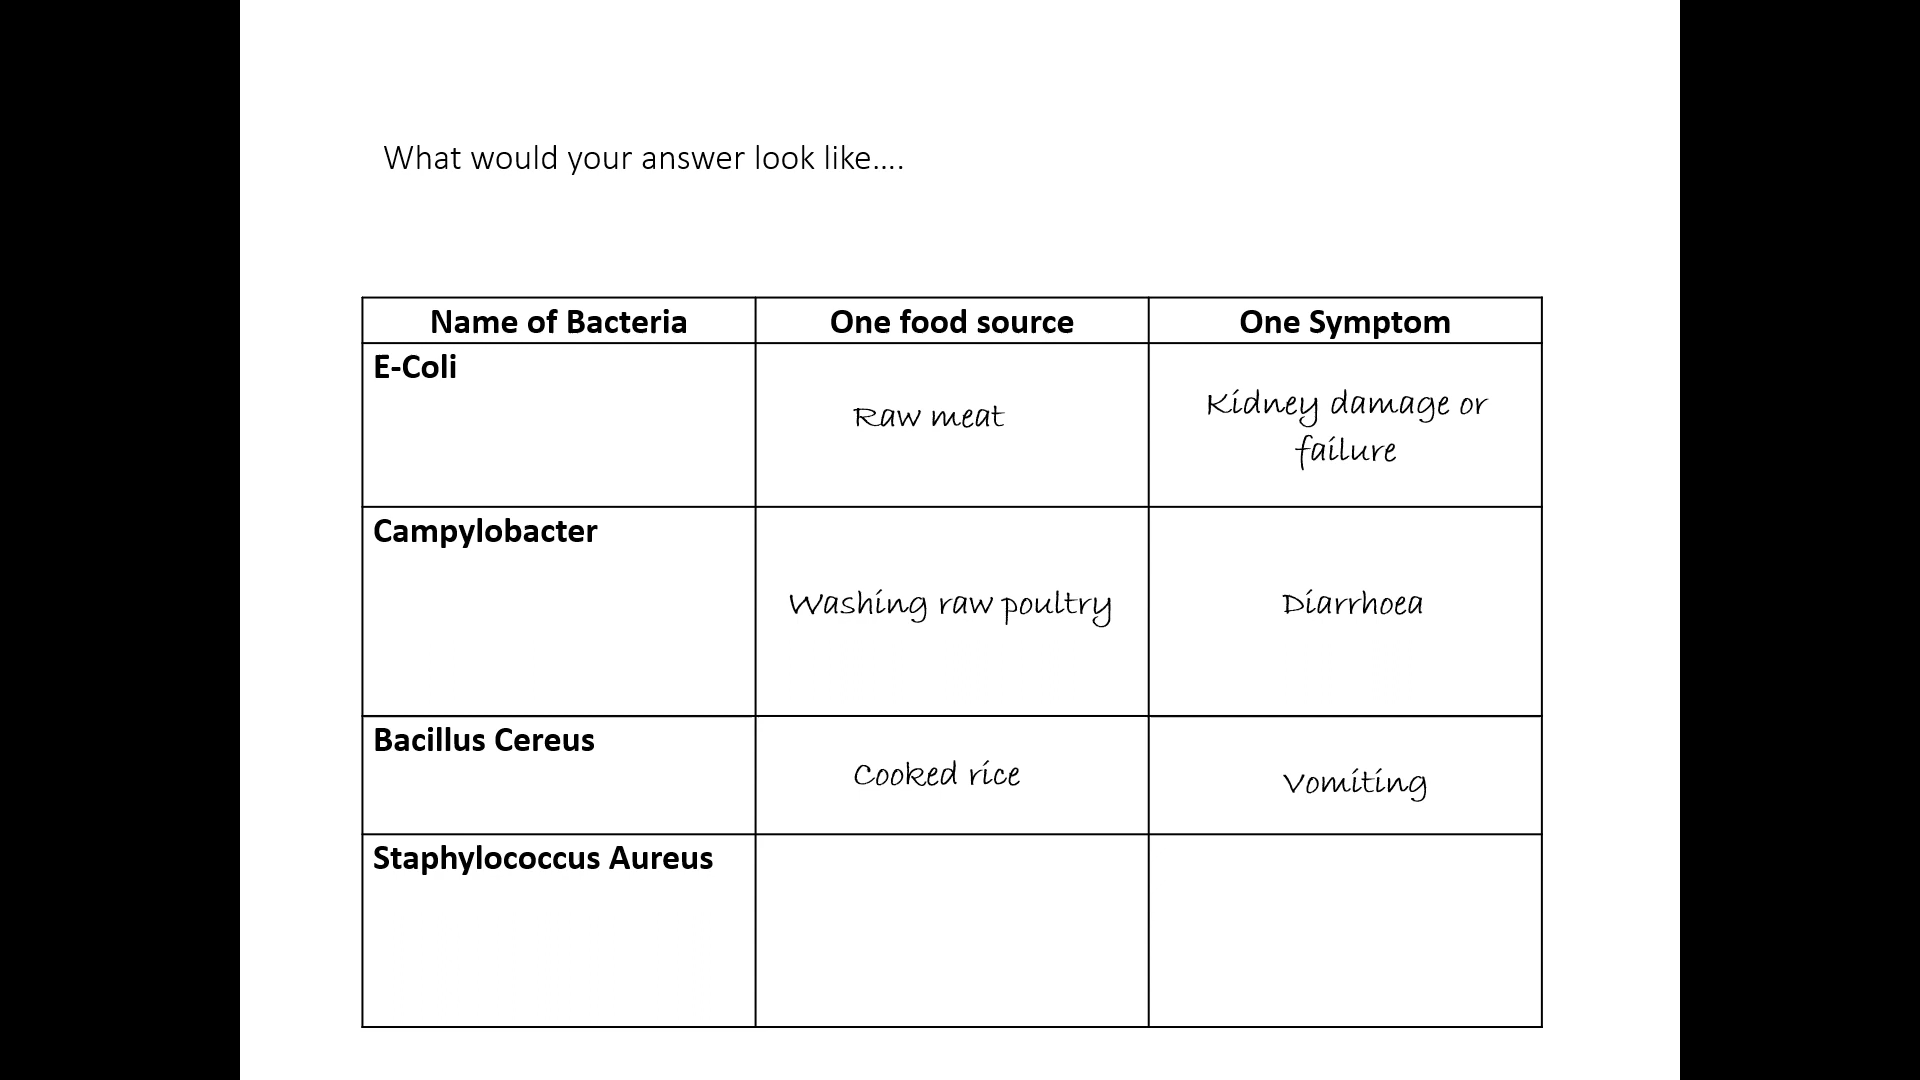 What would your answer look like....
Name of Bacteria One food source One Symptom
E-Coli
Raw meat
Kidney damage or
failure
Campylobacter
Washing raw poultry
Diarrhoea
Bacillus Cereus
Cooked rice
Vomiting
Staphylococcus Aureus